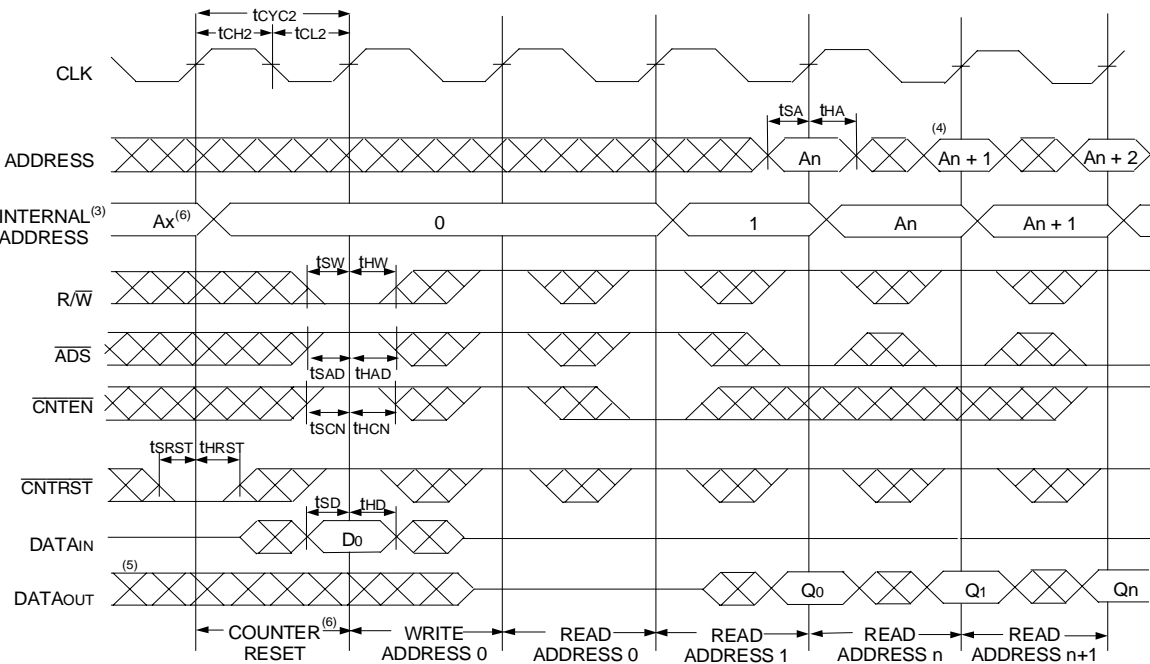 tCYC2
tCH2 tCL2
CLK
tSA tHA
ADDRESS An (4) An + 1 An + 2
INTERNAL(3)
ADDRESS Ax(6) 0 1 An An + 1
tSW tHW
R/W̅
A̅D̅S̅
tSAD tHAD
C̅N̅T̅E̅N̅
tSCN tHCN
tSRST tHRST
C̅N̅T̅R̅S̅T̅
tSD tHD
DATAIN D0
(5)
DATAOUT Q0 Q1 Qn
COUNTER(6) WRITE READ READ READ READ
RESET ADDRESS 0 ADDRESS 0 ADDRESS 1 ADDRESS n ADDRESS n+1